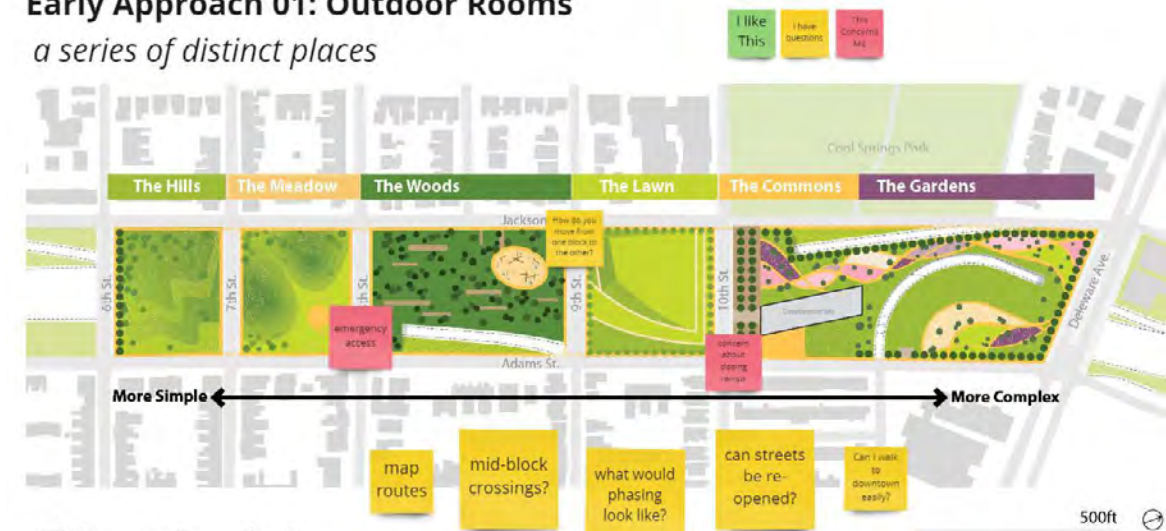 Early Approach 01: Outdoor Rooms
a series of distinct places
I like
This
I have
questions
This
Concerns
Me
Cool Springs Park
The Hills
The Meadow
The Woods
The Lawn
The Commons
The Gardens
Jackson
How do you
move from
one block to
the other?
6th St.
7th St.
th St.
9th St.
10th St.
Deleware Ave.
emergency
access
concern
about
Adams St.
More Simple
More Complex
map
routes
mid-block
crossings?
what would
phasing
look like?
can streets
be re-
opened?
Can I walk
to
downtown
easily?
500ft